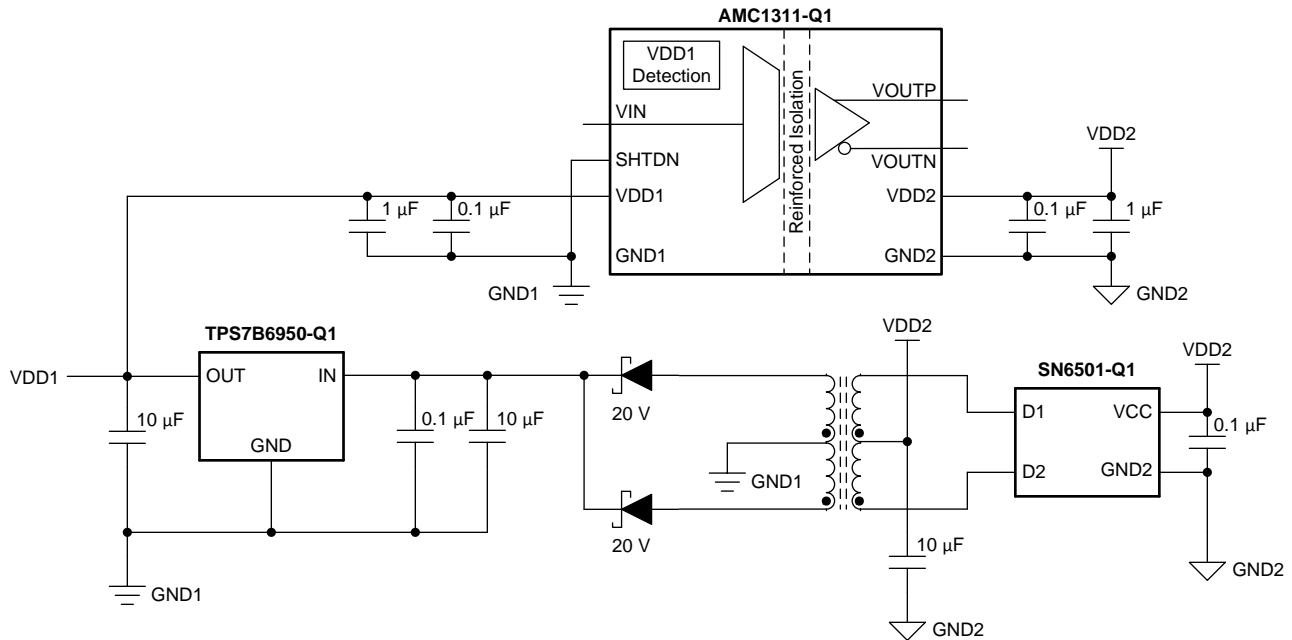 AMC1311-Q1
VDD1
Detection
VIN
SHTDN
VDD1
GND1
Reinforced Isolation
VOUTP
VOUTN
VDD2
GND2
VDD2
1 µF
0.1 µF
GND1
0.1 µF
1 µF
GND2
TPS7B6950-Q1
VDD1
OUT
IN
GND
10 µF
0.1 µF
10 µF
GND1
20 V
20 V
GND1
VDD2
10 µF
GND2
SN6501-Q1
D1
VCC
D2
GND2
VDD2
0.1 µF
GND2